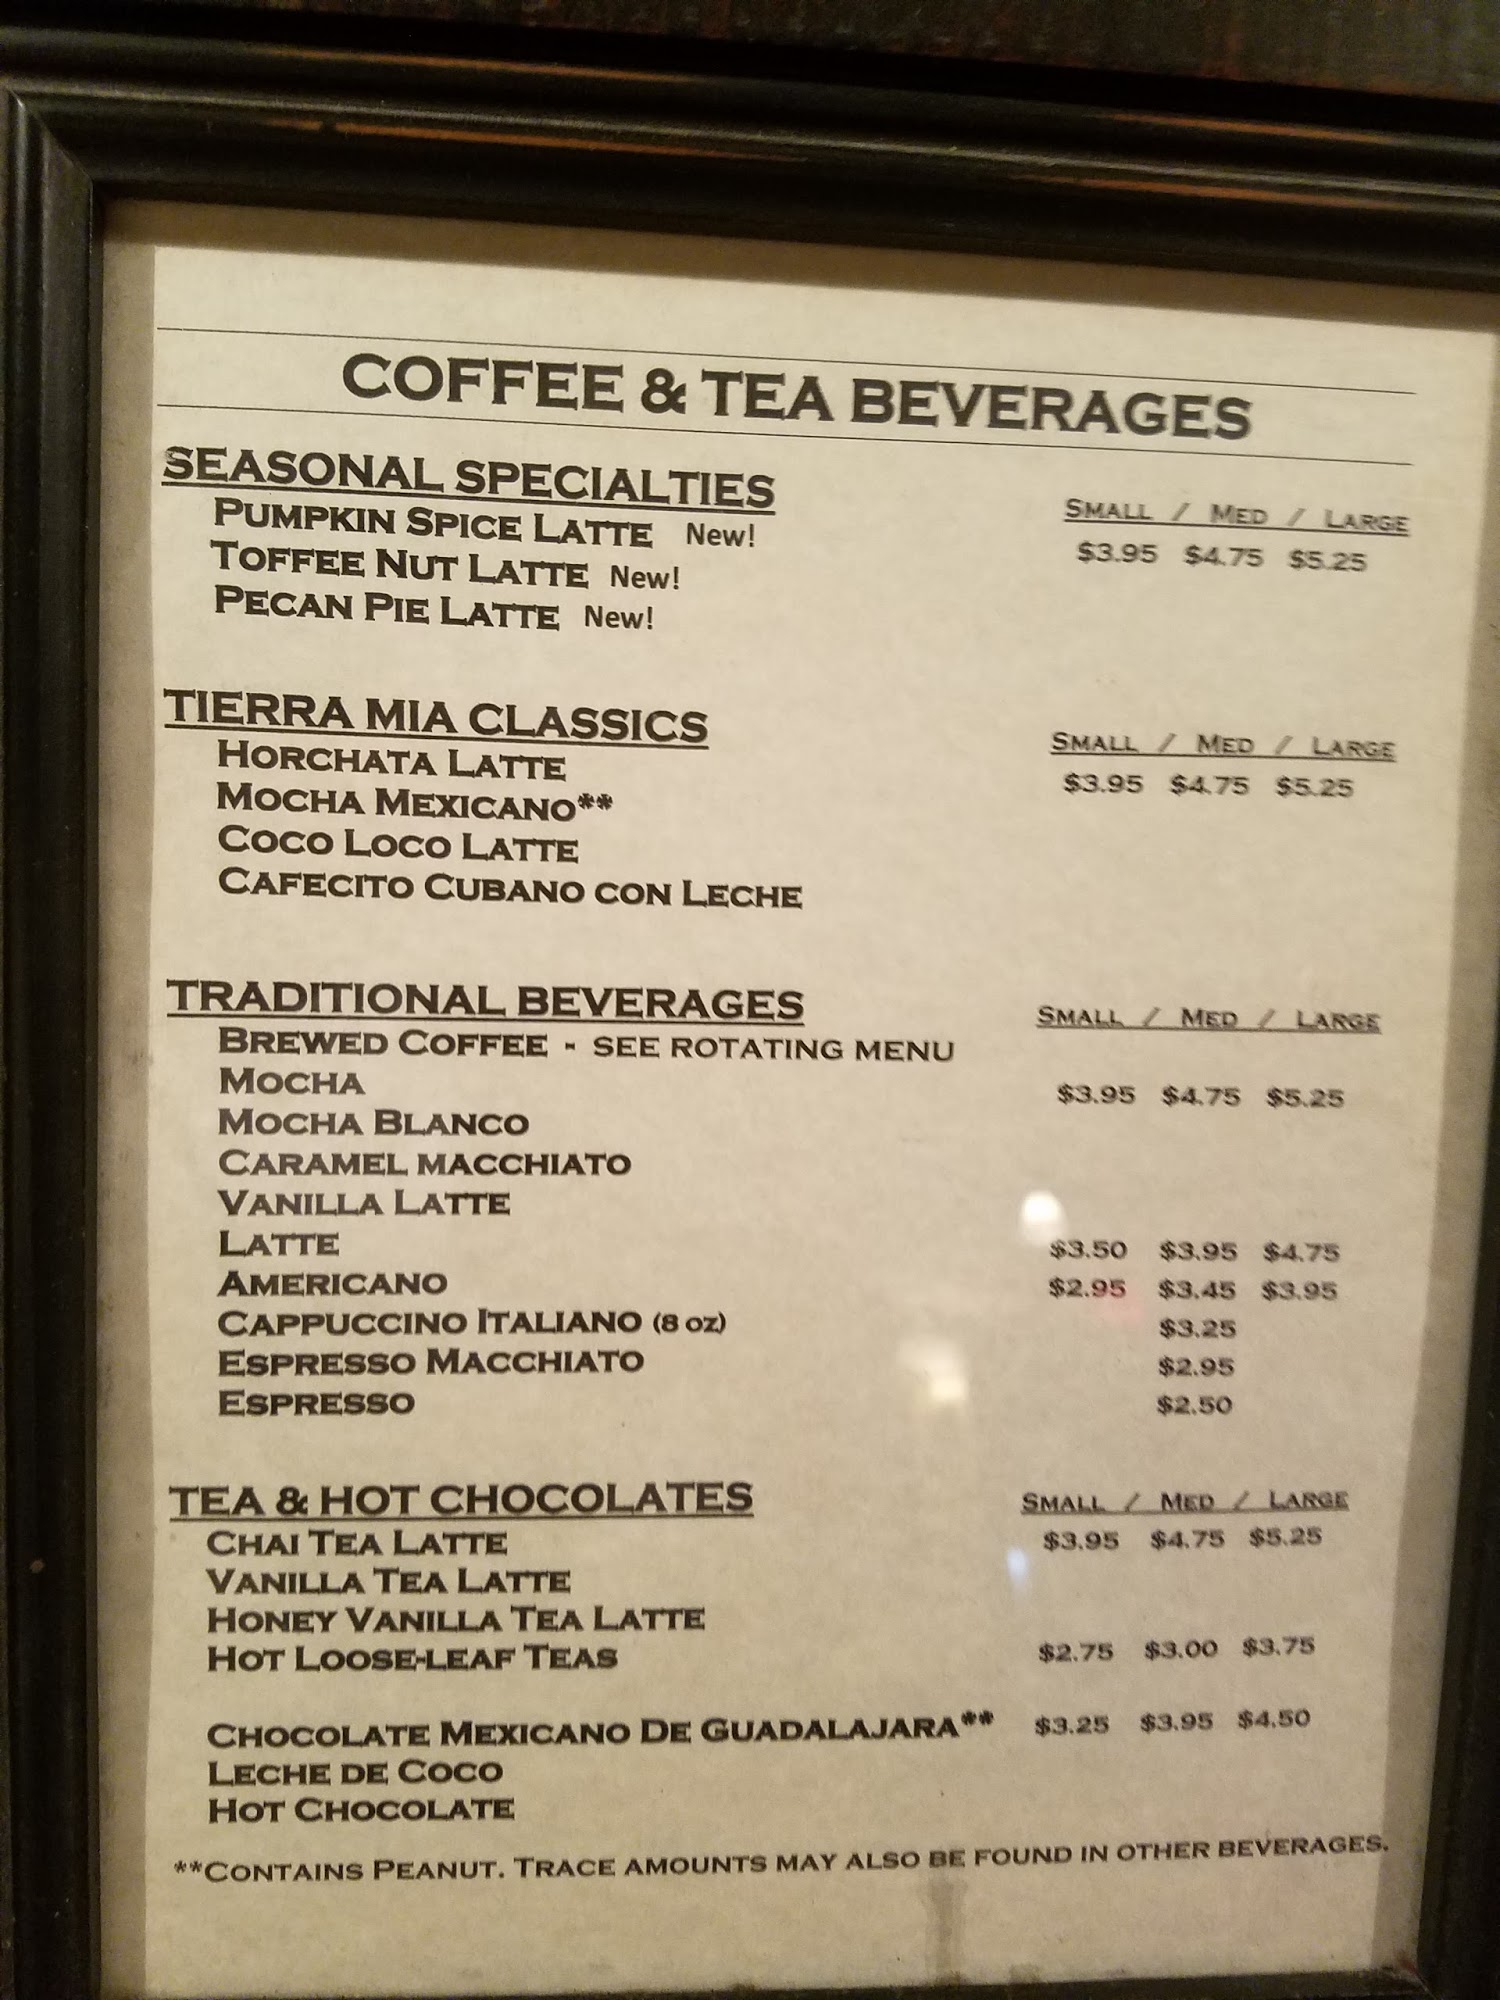 COFFEE & TEA BEVERAGES
SEASONAL SPECIALTIES
SMALL / MED / LARGE
PUMPKIN SPICE LATTE New! $3.95 $4.75 $5.25
TOFFEE NUT LATTE New!
PECAN PIE LATTE New!
TIERRA MIA CLASSICS
SMALL / MED / LARGE
HORCHATA LATTE $3.95 $4.75 $5.25
MOCHA MEXICANO**
COCO LOCO LATTE
CAFECITO CUBANO CON LECHE
TRADITIONAL BEVERAGES SMALL / MED / LARGE
BREWED COFFEE - SEE ROTATING MENU
MOCHA $3.95 $4.75 $5.25
MOCHA BLANCO
CARAMEL MACCHIATO
VANILLA LATTE
LATTE $3.50 $3.95 $4.75
AMERICANO $2.95 $3.45 $3.95
CAPPUCCINO ITALIANO (8 OZ) $3.25
ESPRESSO MACCHIATO $2.95
ESPRESSO $2.50
TEA & HOT CHOCOLATES SMALL / MED / LARGE
CHAI TEA LATTE $3.95 $4.75 $5.25
VANILLA TEA LATTE
HONEY VANILLA TEA LATTE
HOT LOOSE-LEAF TEAS $2.75 $3.00 $3.75
CHOCOLATE MEXICANO DE GUADALAJARA** $3.25 $3.95 $4.50
LECHE DE COCO
HOT CHOCOLATE
**CONTAINS PEANUT. TRACE AMOUNTS MAY ALSO BE FOUND IN OTHER BEVERAGES.